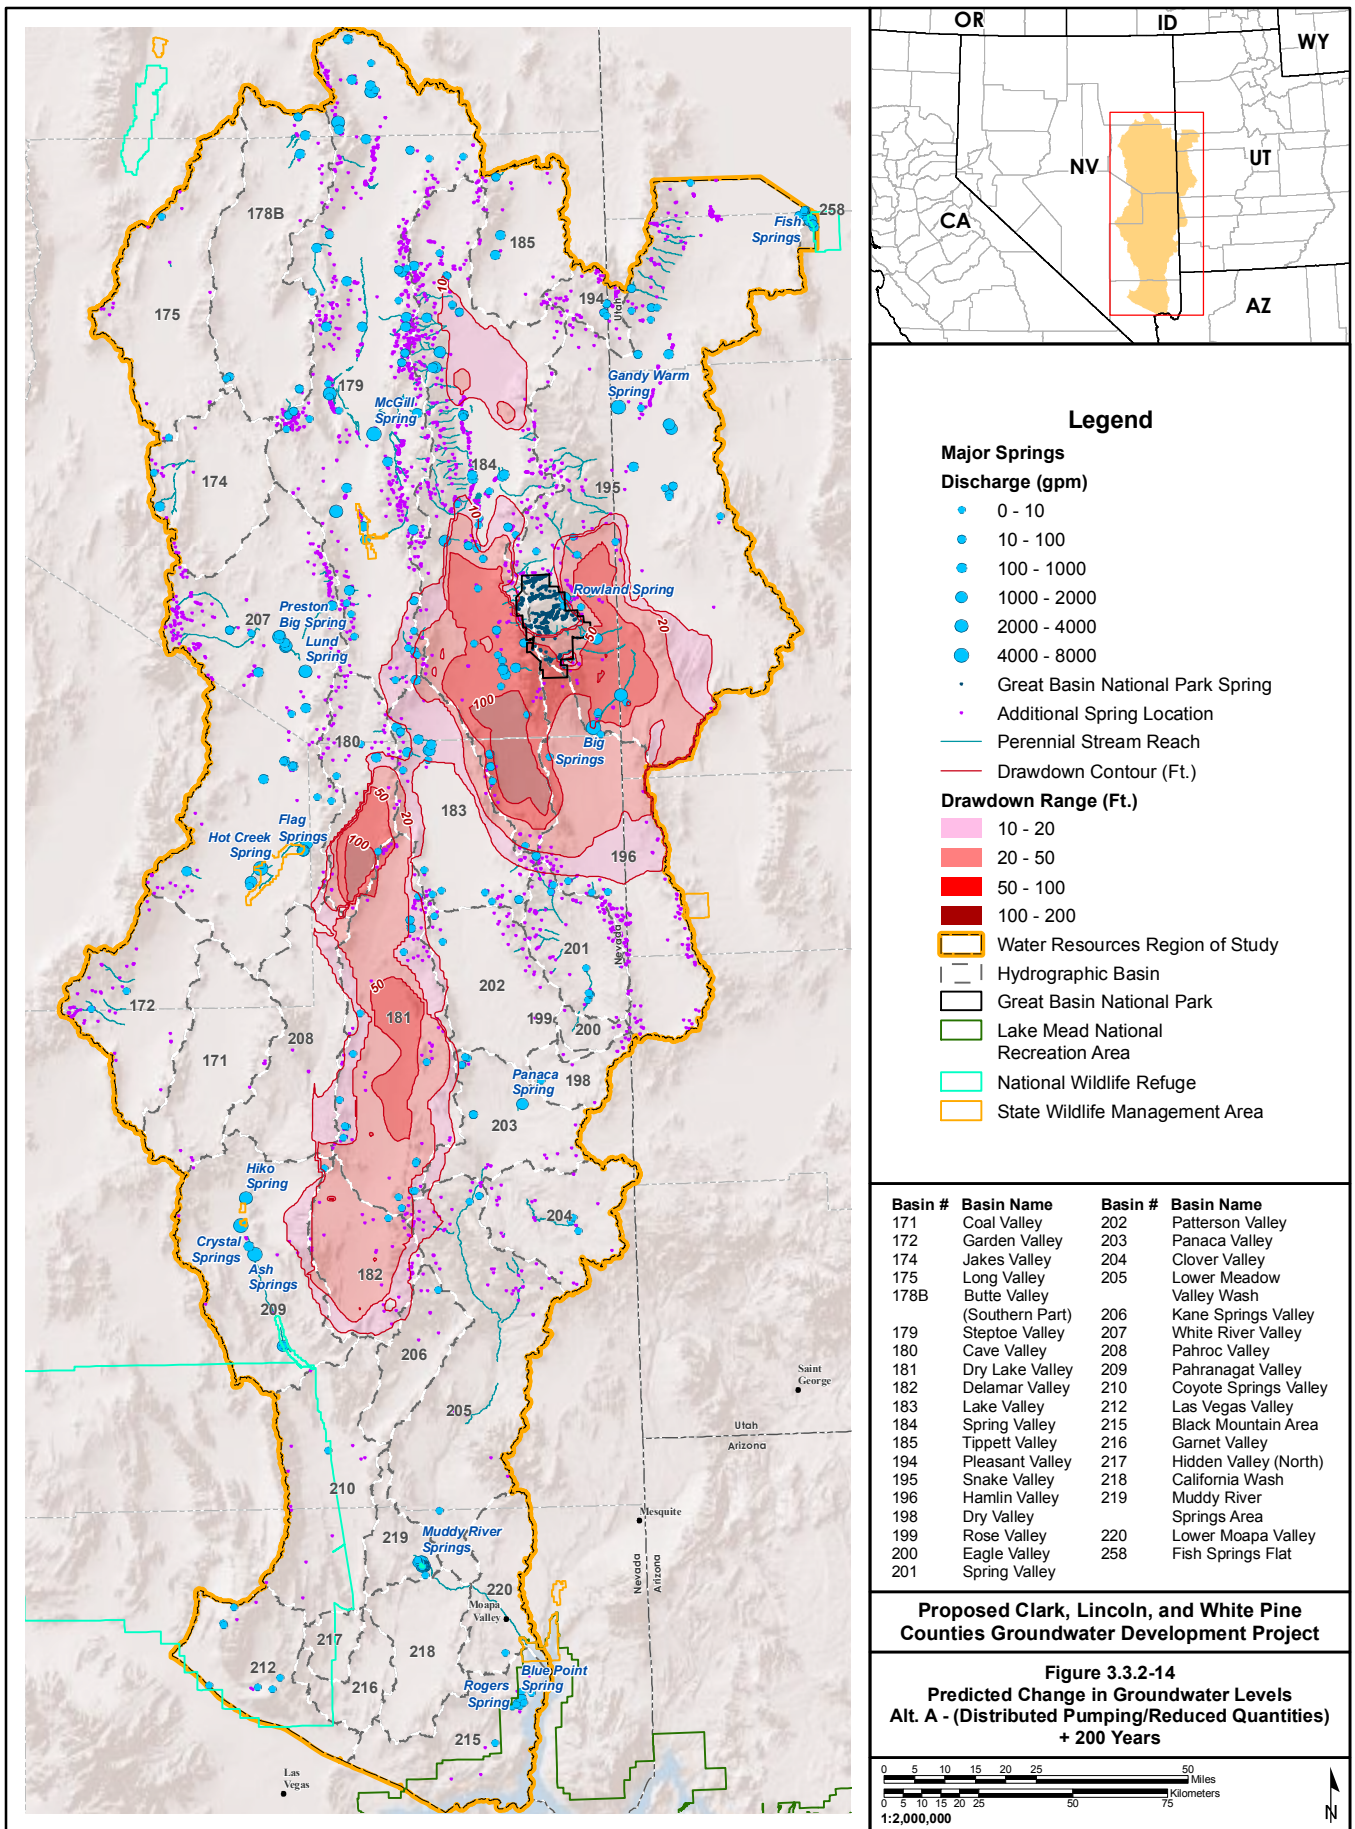 OR
ID
WY
NV
UT
CA
AZ
178B
185
175
194
Utah
258
Fish
Springs
10
179
McGill
Spring
Gandy Warm
Spring
174
184
195
10
207
Preston
Big Spring
Lund
Spring
Rowland Spring
50
20
100
180
Big
Springs
50
20
100
183
196
Flag
Springs
Hot Creek
Spring
201
Nevada
202
50
172
181
199
200
208
171
Panaca
Spring
198
203
Hiko
Spring
204
Crystal
Springs
Ash
Springs
182
209
206
Saint
George
205
Utah
Arizona
210
Mesquite
219
Muddy River
Springs
Nevada
Arizona
220
Moapa
Valley
217
218
212
216
Blue Point
Spring
Rogers
Spring
215
Las
Vegas
Legend
Major Springs
Discharge (gpm)
0 - 10
10 - 100
100 - 1000
1000 - 2000
2000 - 4000
4000 - 8000
Great Basin National Park Spring
Additional Spring Location
Perennial Stream Reach
Drawdown Contour (Ft.)
Drawdown Range (Ft.)
10 - 20
20 - 50
50 - 100
100 - 200
Water Resources Region of Study
Hydrographic Basin
Great Basin National Park
Lake Mead National
Recreation Area
National Wildlife Refuge
State Wildlife Management Area
Basin # Basin Name Basin # Basin Name
171 Coal Valley 202 Patterson Valley
172 Garden Valley 203 Panaca Valley
174 Jakes Valley 204 Clover Valley
175 Long Valley 205 Lower Meadow
178B Butte Valley Valley Wash
(Southern Part) 206 Kane Springs Valley
179 Steptoe Valley 207 White River Valley
180 Cave Valley 208 Pahroc Valley
181 Dry Lake Valley 209 Pahranagat Valley
182 Delamar Valley 210 Coyote Springs Valley
183 Lake Valley 212 Las Vegas Valley
184 Spring Valley 215 Black Mountain Area
185 Tippett Valley 216 Garnet Valley
194 Pleasant Valley 217 Hidden Valley (North)
195 Snake Valley 218 California Wash
196 Hamlin Valley 219 Muddy River
198 Dry Valley Springs Area
199 Rose Valley 220 Lower Moapa Valley
200 Eagle Valley 258 Fish Springs Flat
201 Spring Valley
Proposed Clark, Lincoln, and White Pine
Counties Groundwater Development Project
Figure 3.3.2-14
Predicted Change in Groundwater Levels
Alt. A - (Distributed Pumping/Reduced Quantities)
+ 200 Years
0 5 10 15 20 25 50
Miles
Kilometers
0 5 10 15 20 25 50 75
1:2,000,000
N